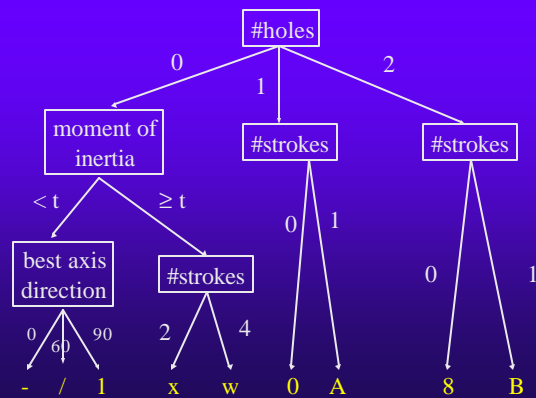 #holes
0 1 2
moment of
inertia
#strokes
#strokes
< t ≥ t
0 1
best axis
direction
#strokes
0 1
0 60 90
2 4
- / 1 x w 0 A 8 B